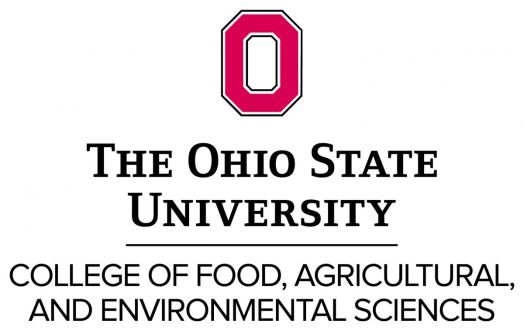 O
THE OHIO STATE
UNIVERSITY
COLLEGE OF FOOD, AGRICULTURAL,
AND ENVIRONMENTAL SCIENCES